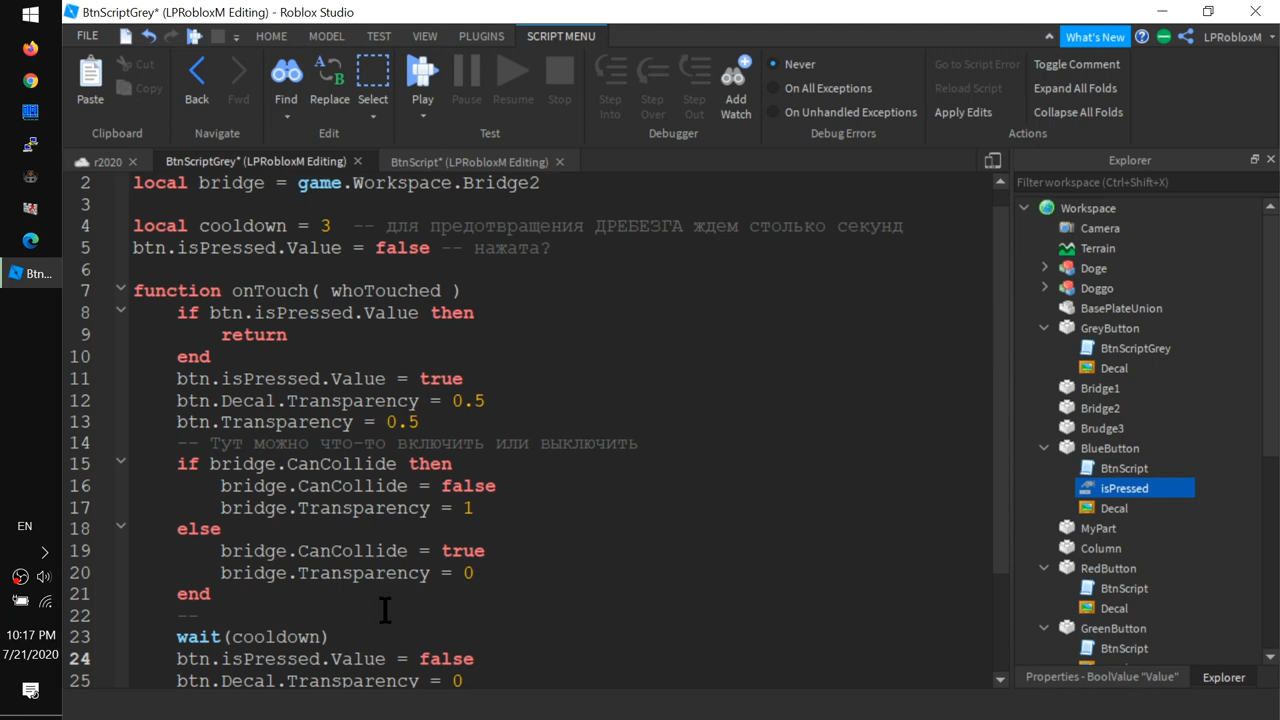 BtnScriptGrey* (LPRobloxM Editing) - Roblox Studio
FILE HOME MODEL TEST VIEW PLUGINS SCRIPT MENU What's New LPRobloxM
Paste Cut Copy Clipboard
Back Fwd Navigate
Find Replace Select Edit
Play Pause Resume Stop Test
Step Into Step Over Step Out Add Watch Debugger
Never
On All Exceptions
On Unhandled Exceptions
Debug Errors
Go to Script Error Toggle Comment
Reload Script Expand All Folds
Apply Edits Collapse All Folds
Actions
r2020 BtnScriptGrey* (LPRobloxM Editing) BtnScript* (LPRobloxM Editing)
2 local bridge = game.Workspace.Bridge2
3
4 local cooldown = 3 -- для предотвращения ДРЕБЕЗГА ждем столько секунд
5 btn.isPressed.Value = false -- нажата?
6
7 function onTouch( whoTouched )
8 if btn.isPressed.Value then
9 return
10 end
11 btn.isPressed.Value = true
12 btn.Decal.Transparency = 0.5
13 btn.Transparency = 0.5
14 -- Тут можно что-то включить или выключить
15 if bridge.CanCollide then
16 bridge.CanCollide = false
17 bridge.Transparency = 1
18 else
19 bridge.CanCollide = true
20 bridge.Transparency = 0
21 end
22 --
23 wait(cooldown)
24 btn.isPressed.Value = false
25 btn.Decal.Transparency = 0
Explorer
Filter workspace (Ctrl+Shift+X)
Workspace
Camera
Terrain
Doge
Doggo
BasePlateUnion
GreyButton
BtnScriptGrey
Decal
Bridge1
Bridge2
Brudge3
BlueButton
BtnScript
isPressed
Decal
MyPart
Column
RedButton
BtnScript
Decal
GreenButton
BtnScript
Properties - BoolValue "Value" Explorer
Btn...
EN
10:17 PM
7/21/2020